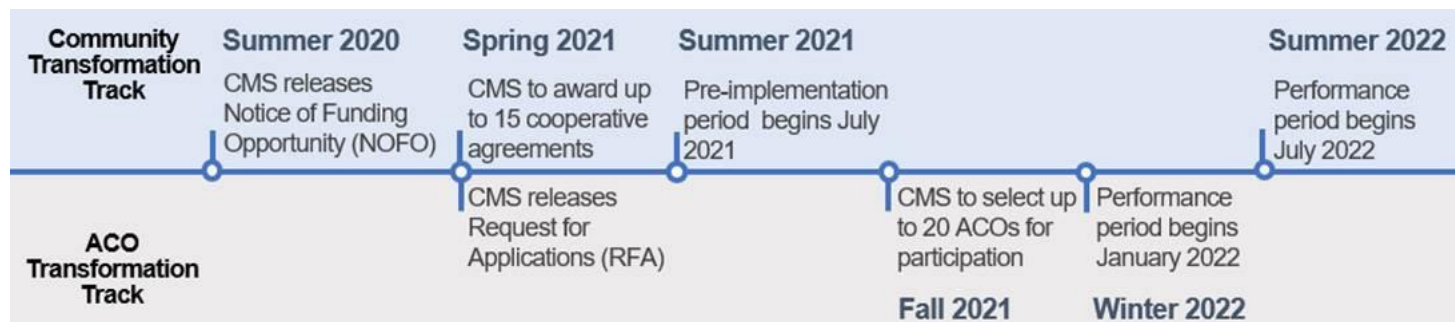 Community
Transformation
Track
Summer 2020
CMS releases
Notice of Funding
Opportunity (NOFO)
Spring 2021
CMS to award up
to 15 cooperative
agreements
Summer 2021
Pre-implementation
period begins July
2021
Summer 2022
Performance
period begins
July 2022
ACO
Transformation
Track
CMS releases
Request for
Applications (RFA)
CMS to select up
to 20 ACOs for
participation
Fall 2021
Performance
period begins
January 2022
Winter 2022